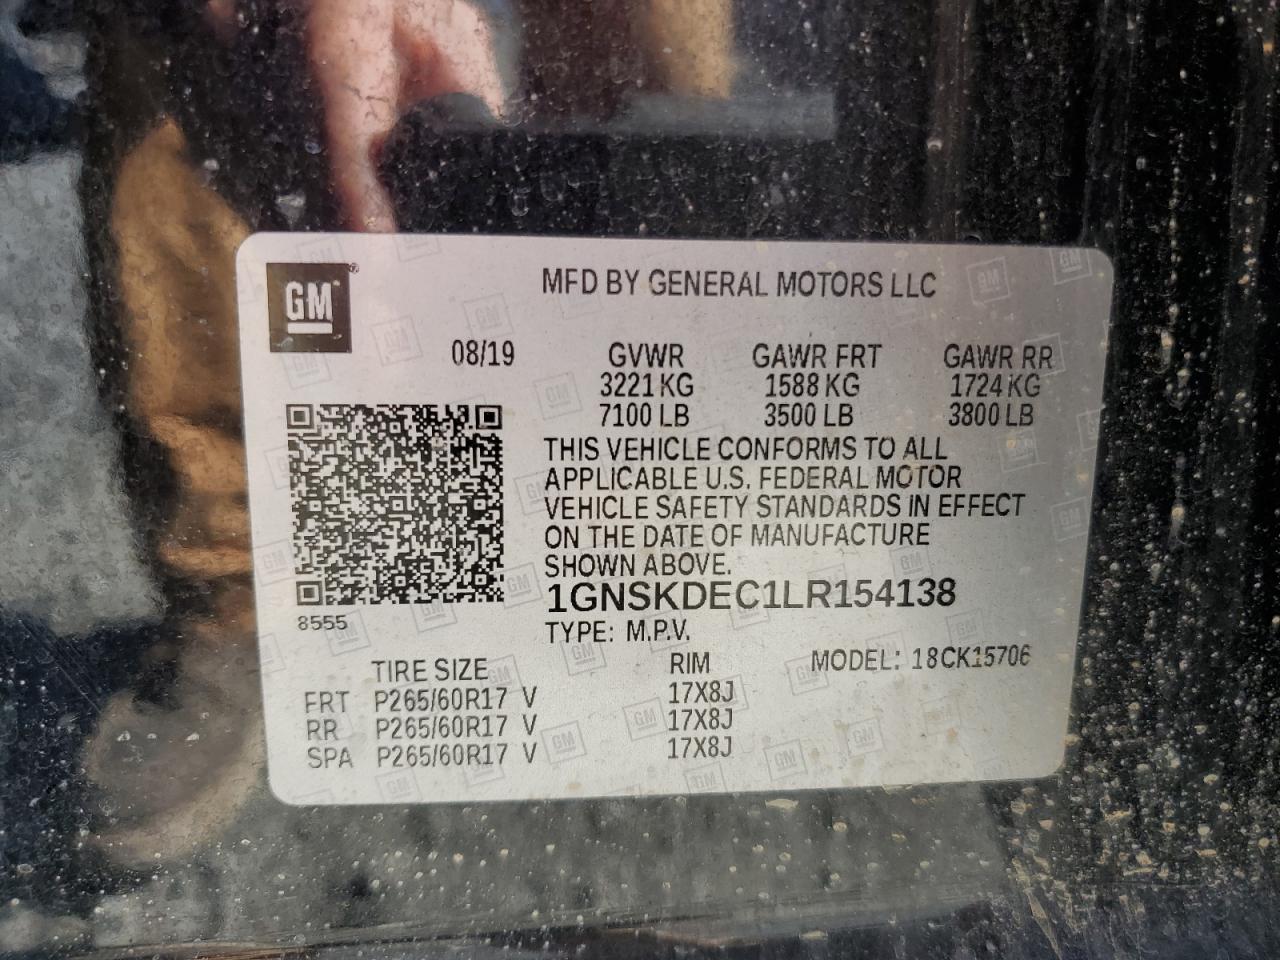 GM
MFD BY GENERAL MOTORS LLC
08/19 GVWR GAWR FRT GAWR RR
3221 KG 1588 KG 1724 KG
7100 LB 3500 LB 3800 LB
THIS VEHICLE CONFORMS TO ALL
APPLICABLE U.S. FEDERAL MOTOR
VEHICLE SAFETY STANDARDS IN EFFECT
ON THE DATE OF MANUFACTURE
SHOWN ABOVE.
1GNSKDEC1LR154138
8555
TYPE: M.P.V.
TIRE SIZE RIM MODEL: 18CK15706
FRT P265/60R17 V 17X8J
RR P265/60R17 V 17X8J
SPA P265/60R17 V 17X8J